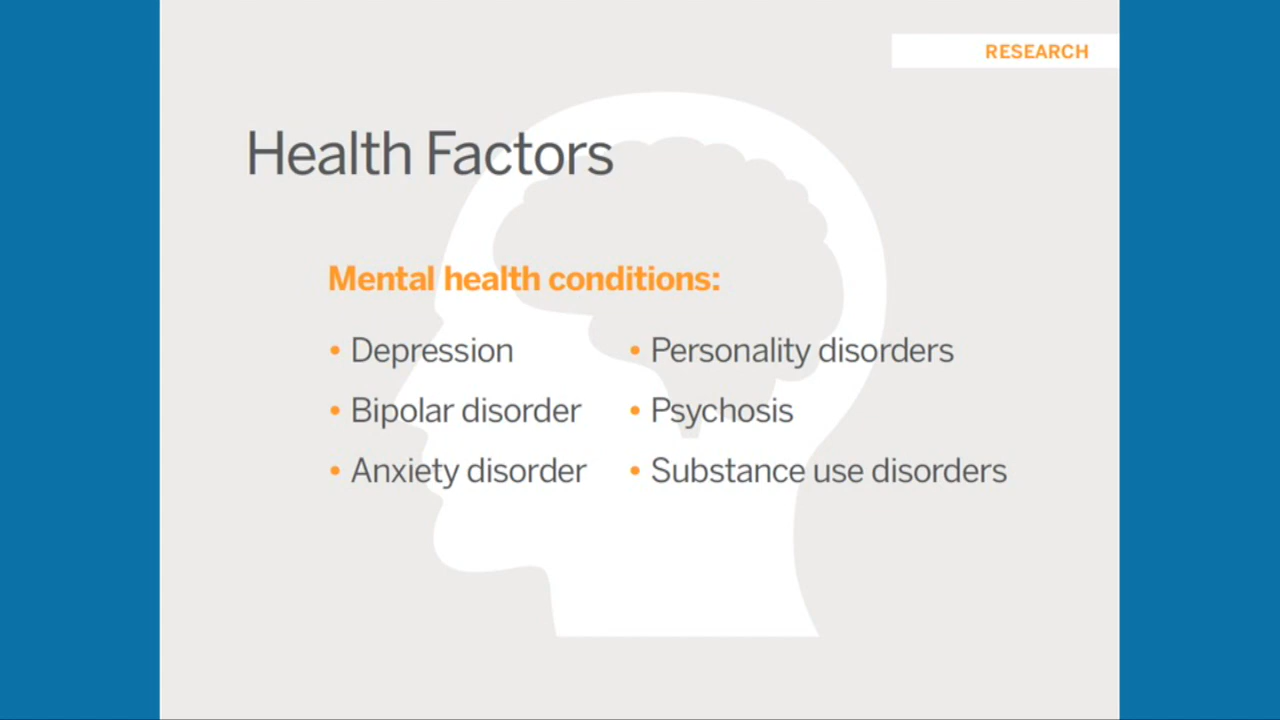 RESEARCH
Health Factors
Mental health conditions:
• Depression
• Bipolar disorder
• Anxiety disorder
• Personality disorders
• Psychosis
• Substance use disorders